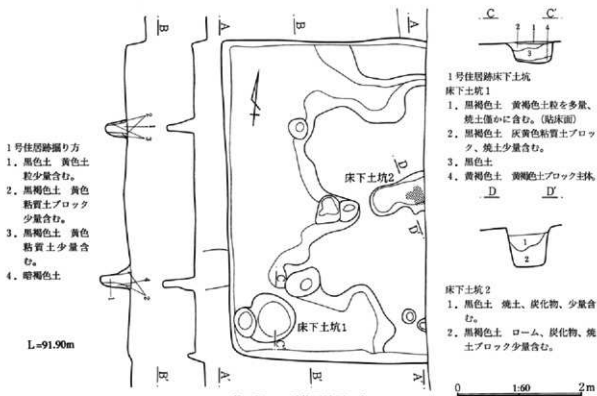 B
A
B
A
C
C'
2
1
4
3
1号住居跡床下土坑
床下土坑1
1. 黒褐色土 黄褐色土粒を多量、
焼土僅かに含む。(貼床面)
2. 黒褐色土 灰黄色粘質土ブロッ
ク、焼土少量含む。
3. 黒色土
4. 黄褐色土 黄褐色土ブロック主体。
D
D'
1
2
床下土坑2
1. 黒色土 焼土、炭化物、少量含
む。
2. 黒褐色土 ローム、炭化物、焼
土ブロック少量含む。
1号住居跡掘り方
1. 黒色土 黄色土
粒少量含む。
2. 黒褐色土 黄色
粘質土ブロック
少量含む。
3. 黒褐色土 黄色
粘質土少量含
む。
4. 暗褐色土
L=91.90m
床下土坑2
D
D'
床下土坑1
B'
A'
B'
A'
0
1:60
2m